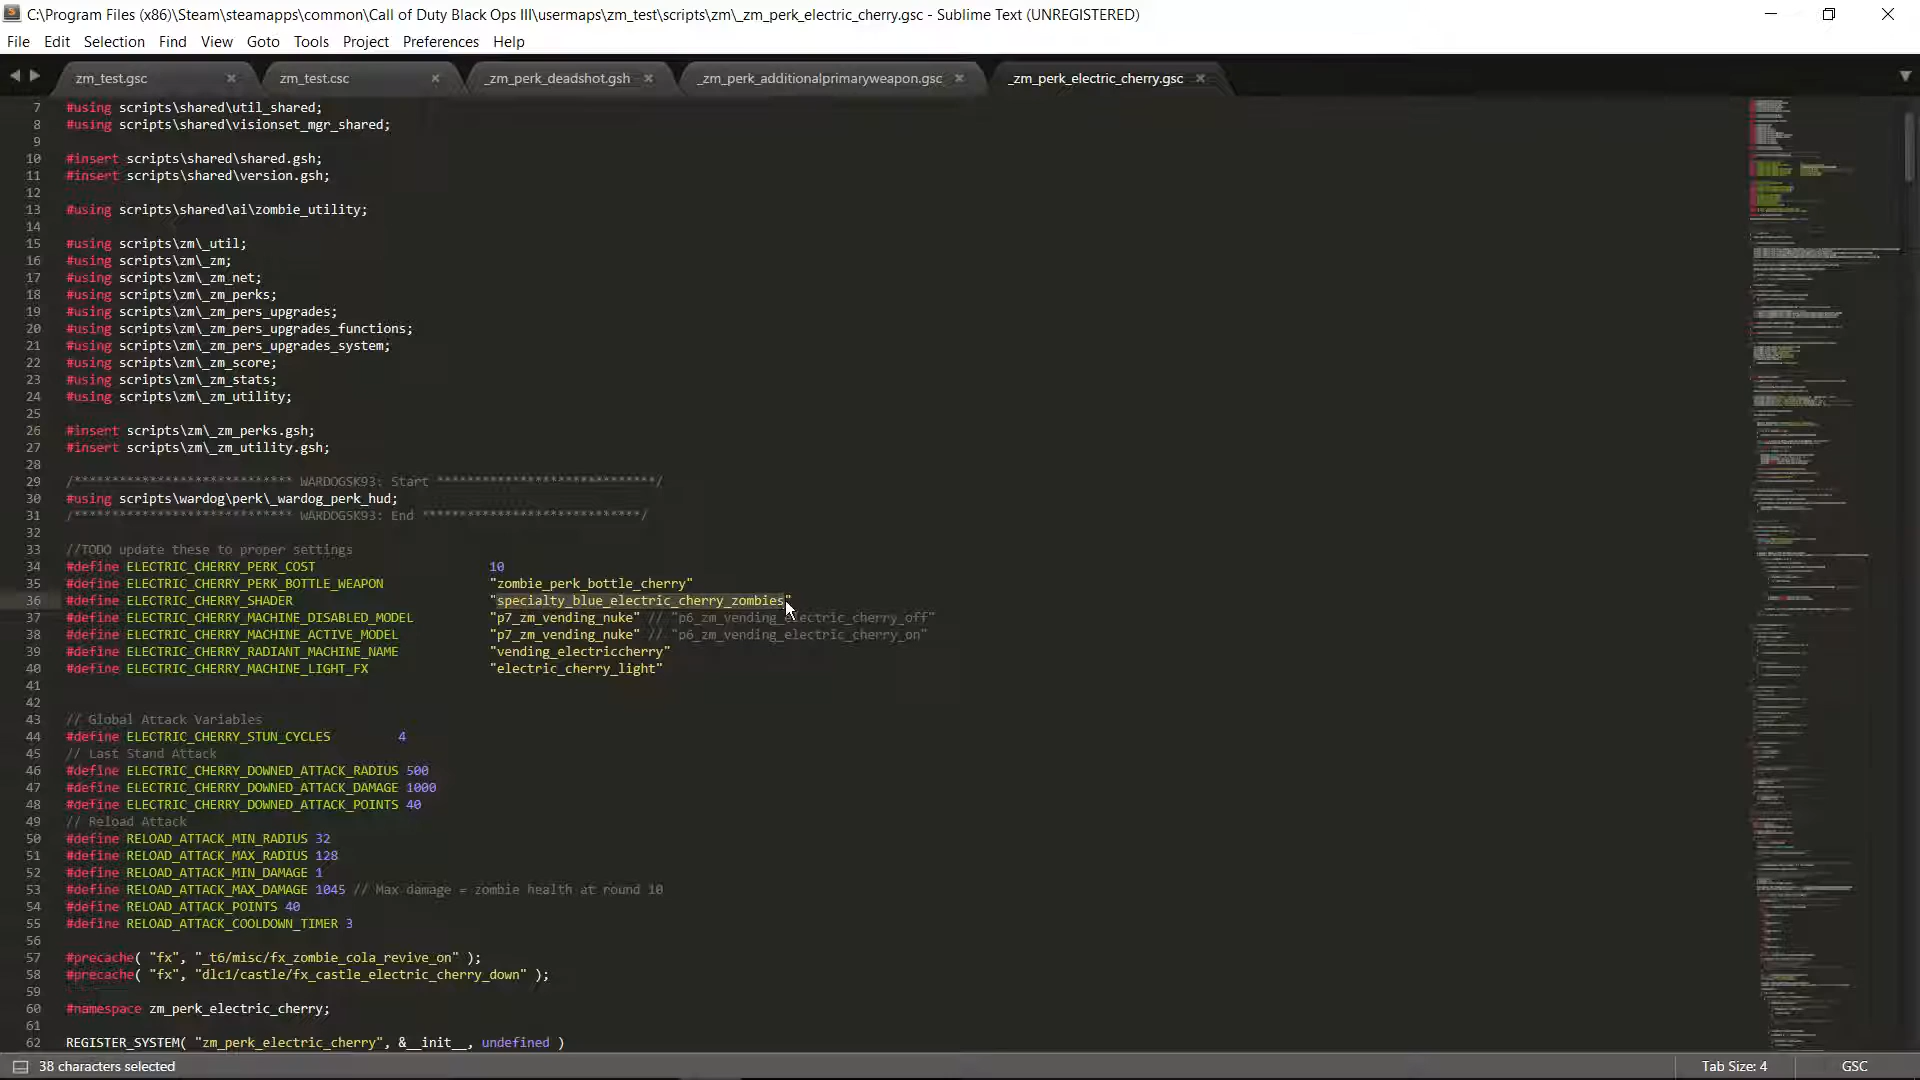 C:\Program Files (x86)\Steam\steamapps\common\Call of Duty Black Ops III\usermaps\zm_test\scripts\zm\_zm_perk_electric_cherry.gsc - Sublime Text (UNREGISTERED)
File Edit Selection Find View Goto Tools Project Preferences Help
zm_test.gsc zm_test.csc _zm_perk_deadshot.gsh _zm_perk_additionalprimaryweapon.gsc _zm_perk_electric_cherry.gsc
7 #using scripts\shared\util_shared;
8 #using scripts\shared\visionset_mgr_shared;
9
10 #insert scripts\shared\shared.gsh;
11 #insert scripts\shared\version.gsh;
12
13 #using scripts\shared\ai\zombie_utility;
14
15 #using scripts\zm\_util;
16 #using scripts\zm\_zm;
17 #using scripts\zm\_zm_net;
18 #using scripts\zm\_zm_perks;
19 #using scripts\zm\_zm_pers_upgrades;
20 #using scripts\zm\_zm_pers_upgrades_functions;
21 #using scripts\zm\_zm_pers_upgrades_system;
22 #using scripts\zm\_zm_score;
23 #using scripts\zm\_zm_stats;
24 #using scripts\zm\_zm_utility;
25
26 #insert scripts\zm\_zm_perks.gsh;
27 #insert scripts\zm\_zm_utility.gsh;
28
29 /***************************** WARDOGSK93: Start *****************************/
30 #using scripts\wardog\perk\_wardog_perk_hud;
31 /***************************** WARDOGSK93: End *****************************/
32
33 //TODO update these to proper settings
34 #define ELECTRIC_CHERRY_PERK_COST 10
35 #define ELECTRIC_CHERRY_PERK_BOTTLE_WEAPON "zombie_perk_bottle_cherry"
36 #define ELECTRIC_CHERRY_SHADER "specialty_blue_electric_cherry_zombies"
37 #define ELECTRIC_CHERRY_MACHINE_DISABLED_MODEL "p7_zm_vending_nuke" // "p6_zm_vending_electric_cherry_off"
38 #define ELECTRIC_CHERRY_MACHINE_ACTIVE_MODEL "p7_zm_vending_nuke" // "p6_zm_vending_electric_cherry_on"
39 #define ELECTRIC_CHERRY_RADIANT_MACHINE_NAME "vending_electriccherry"
40 #define ELECTRIC_CHERRY_MACHINE_LIGHT_FX "electric_cherry_light"
41
42
43 // Global Attack Variables
44 #define ELECTRIC_CHERRY_STUN_CYCLES 4
45 // Last Stand Attack
46 #define ELECTRIC_CHERRY_DOWNED_ATTACK_RADIUS 500
47 #define ELECTRIC_CHERRY_DOWNED_ATTACK_DAMAGE 1000
48 #define ELECTRIC_CHERRY_DOWNED_ATTACK_POINTS 40
49 // Reload Attack
50 #define RELOAD_ATTACK_MIN_RADIUS 32
51 #define RELOAD_ATTACK_MAX_RADIUS 128
52 #define RELOAD_ATTACK_MIN_DAMAGE 1
53 #define RELOAD_ATTACK_MAX_DAMAGE 1045 // Max damage = zombie health at round 10
54 #define RELOAD_ATTACK_POINTS 40
55 #define RELOAD_ATTACK_COOLDOWN_TIMER 3
56
57 #precache( "fx", "_t6/misc/fx_zombie_cola_revive_on" );
58 #precache( "fx", "dlc1/castle/fx_castle_electric_cherry_down" );
59
60 #namespace zm_perk_electric_cherry;
61
62 REGISTER_SYSTEM( "zm_perk_electric_cherry", &__init__, undefined )
38 characters selected Tab Size: 4 GSC